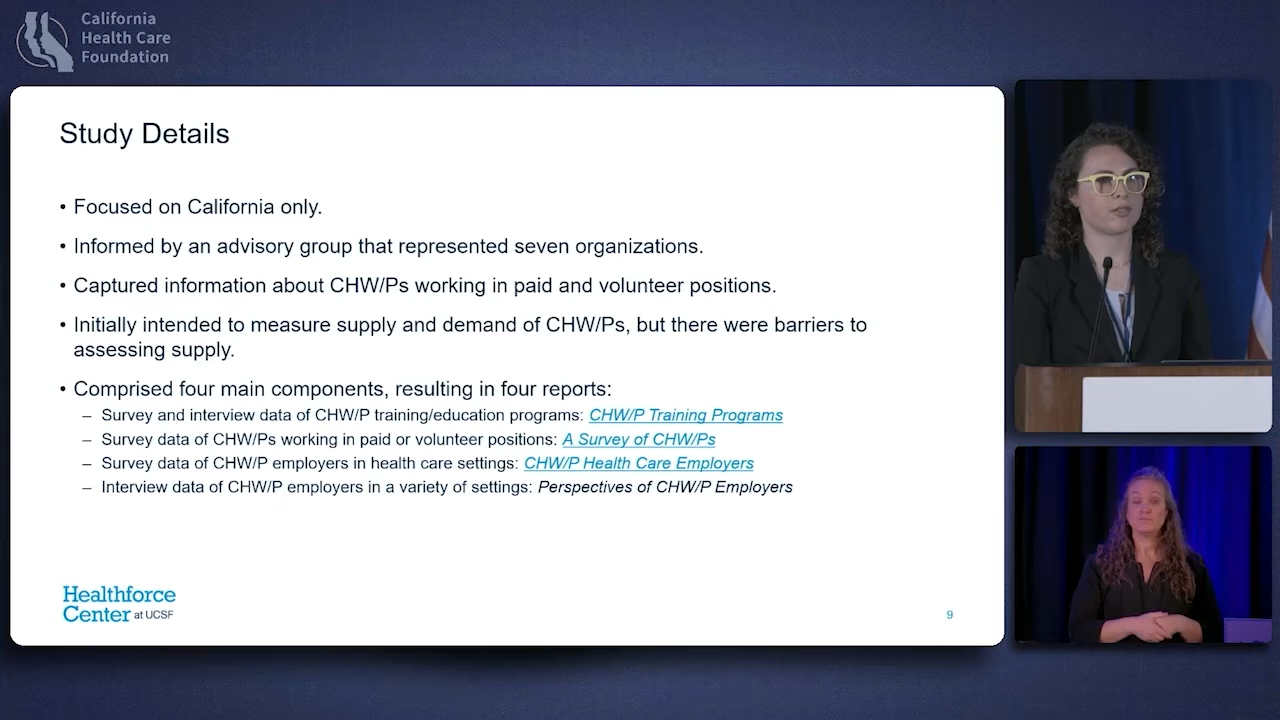 California
Health Care
Foundation
Study Details
• Focused on California only.
• Informed by an advisory group that represented seven organizations.
• Captured information about CHW/Ps working in paid and volunteer positions.
• Initially intended to measure supply and demand of CHW/Ps, but there were barriers to
assessing supply.
• Comprised four main components, resulting in four reports:
– Survey and interview data of CHW/P training/education programs: CHW/P Training Programs
– Survey data of CHW/Ps working in paid or volunteer positions: A Survey of CHW/Ps
– Survey data of CHW/P employers in health care settings: CHW/P Health Care Employers
– Interview data of CHW/P employers in a variety of settings: Perspectives of CHW/P Employers
Healthforce
Center at UCSF
9